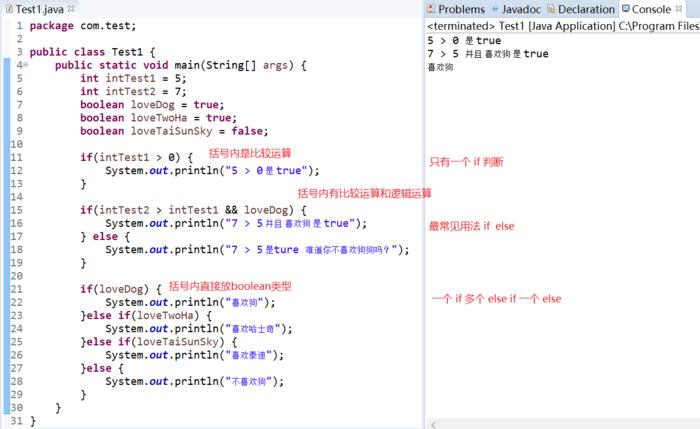 Test1.java
package com.test;
public class Test1 {
public static void main(String[] args) {
int intTest1 = 5;
int intTest2 = 7;
boolean loveDog = true;
boolean loveTwoHa = true;
boolean loveTaiSunSky = false;
if(intTest1 > 0) { 括号内是比较运算
System.out.println("5 > 0 是true");
}
括号内有比较运算和逻辑运算
if(intTest2 > intTest1 && loveDog) {
System.out.println("7 > 5并且 喜欢狗 是true");
} else {
System.out.println("7 > 5是ture 难道你不喜欢狗狗吗？");
}
if(loveDog) { 括号内直接放boolean类型
System.out.println("喜欢狗");
}else if(loveTwoHa) {
System.out.println("喜欢哈士奇");
}else if(loveTaiSunSky) {
System.out.println("喜欢泰迪");
}else {
System.out.println("不喜欢狗");
}
}
}
1
2
3
4
5
6
7
8
9
10
11
12
13
14
15
16
17
18
19
20
21
22
23
24
25
26
27
28
29
30
31
Problems Javadoc Declaration Console
<terminated> Test1 [Java Application] C:\Program Files
5 > 0 是true
7 > 5 并且 喜欢狗 是true
喜欢狗
只有一个 if 判断
最常见用法 if else
一个 if 多个 else if 一个 else